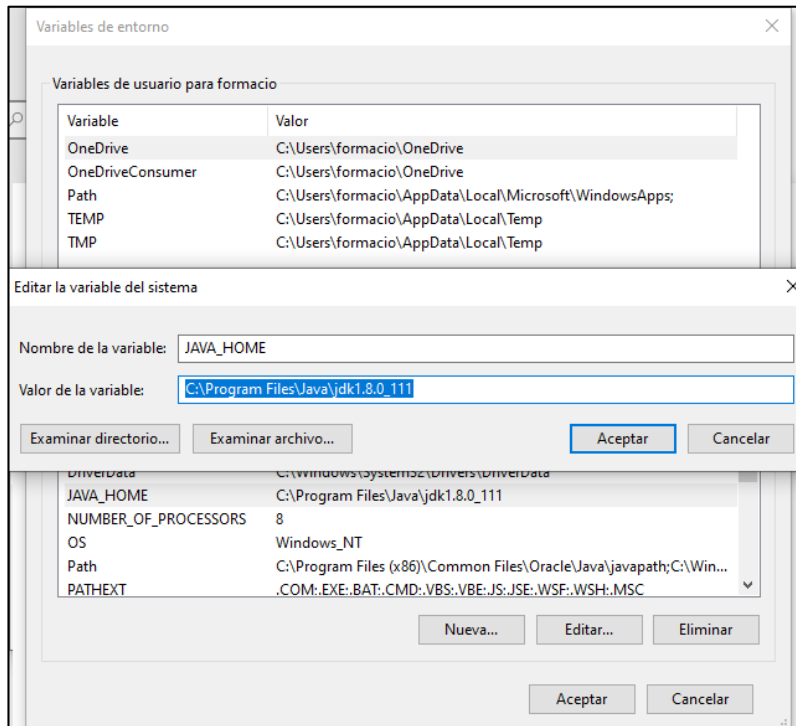 Variables de entorno
Variables de usuario para formacio
Variable Valor
OneDrive C:\Users\formacio\OneDrive
OneDriveConsumer C:\Users\formacio\OneDrive
Path C:\Users\formacio\AppData\Local\Microsoft\WindowsApps;
TEMP C:\Users\formacio\AppData\Local\Temp
TMP C:\Users\formacio\AppData\Local\Temp
Editar la variable del sistema
Nombre de la variable: JAVA_HOME
Valor de la variable: C:\Program Files\Java\jdk1.8.0_111
Examinar directorio... Examinar archivo... Aceptar Cancelar
DriverData C:\Windows\System32\Drivers\DriverData
JAVA_HOME C:\Program Files\Java\jdk1.8.0_111
NUMBER_OF_PROCESSORS 8
OS Windows_NT
Path C:\Program Files (x86)\Common Files\Oracle\Java\javapath;C:\Win...
PATHEXT .COM;.EXE;.BAT;.CMD;.VBS;.VBE;.JS;.JSE;.WSF;.WSH;.MSC
Nueva... Editar... Eliminar
Aceptar Cancelar